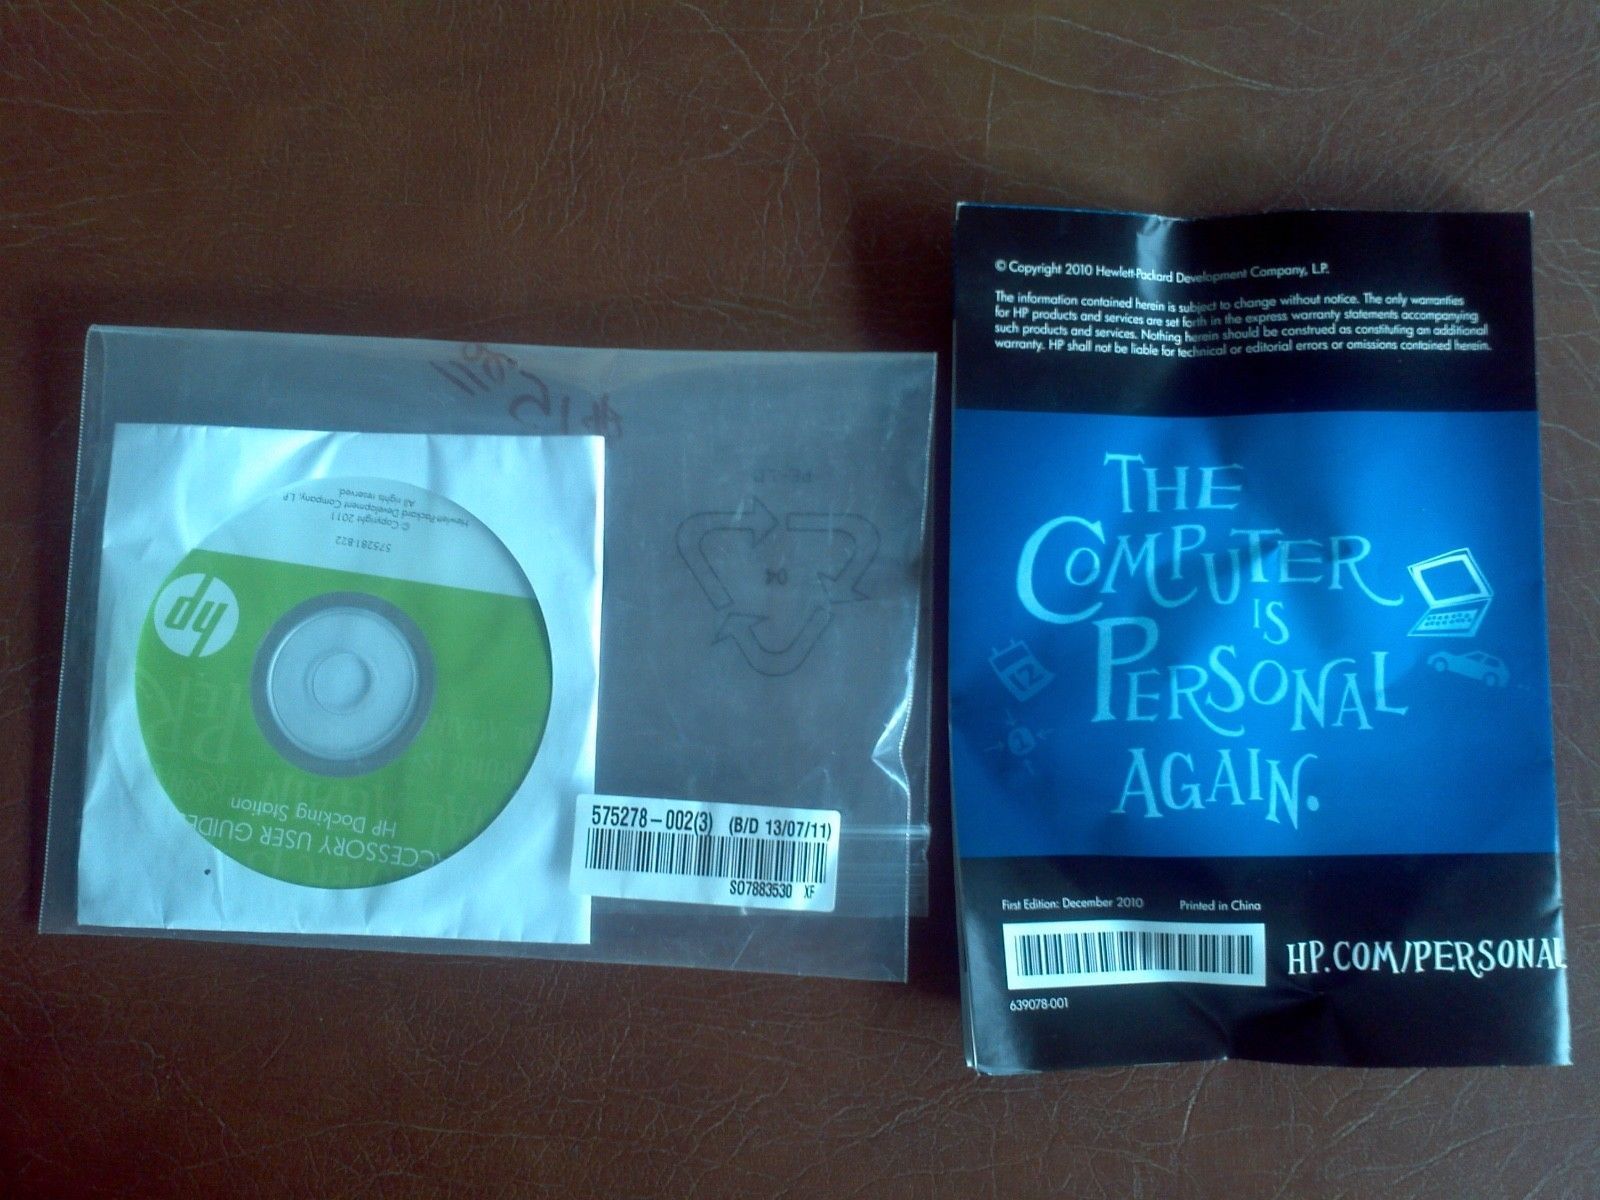 575281-B22
© Copyright 2011
Hewlett-Packard Development Company, L.P.
All rights reserved.
hp
HP Docking Station
ACCESSORY USER GUIDE
PE-LD
04
575278-002(3) (B/D 13/07/11)
SO7883530 XF
© Copyright 2010 Hewlett-Packard Development Company, L.P.
The information contained herein is subject to change without notice. The only warranties
for HP products and services are set forth in the express warranty statements accompanying
such products and services. Nothing herein should be construed as constituting an additional
warranty. HP shall not be liable for technical or editorial errors or omissions contained herein.
THE
COMPUTER
IS
PERSONAL
AGAIN.
12
First Edition: December 2010 Printed in China
HP.COM/PERSONAL
639078-001